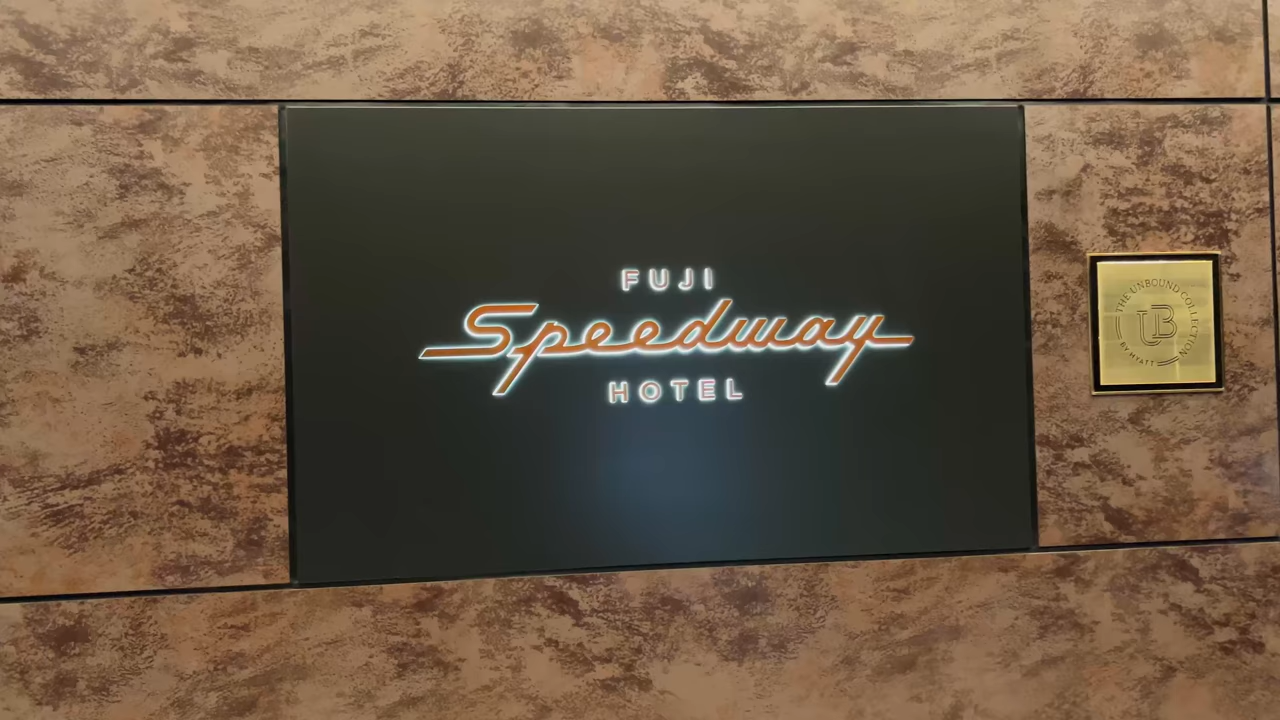 FUJI
Speedway
HOTEL
THE UNBOUND COLLECTION
UB
BY HYATT